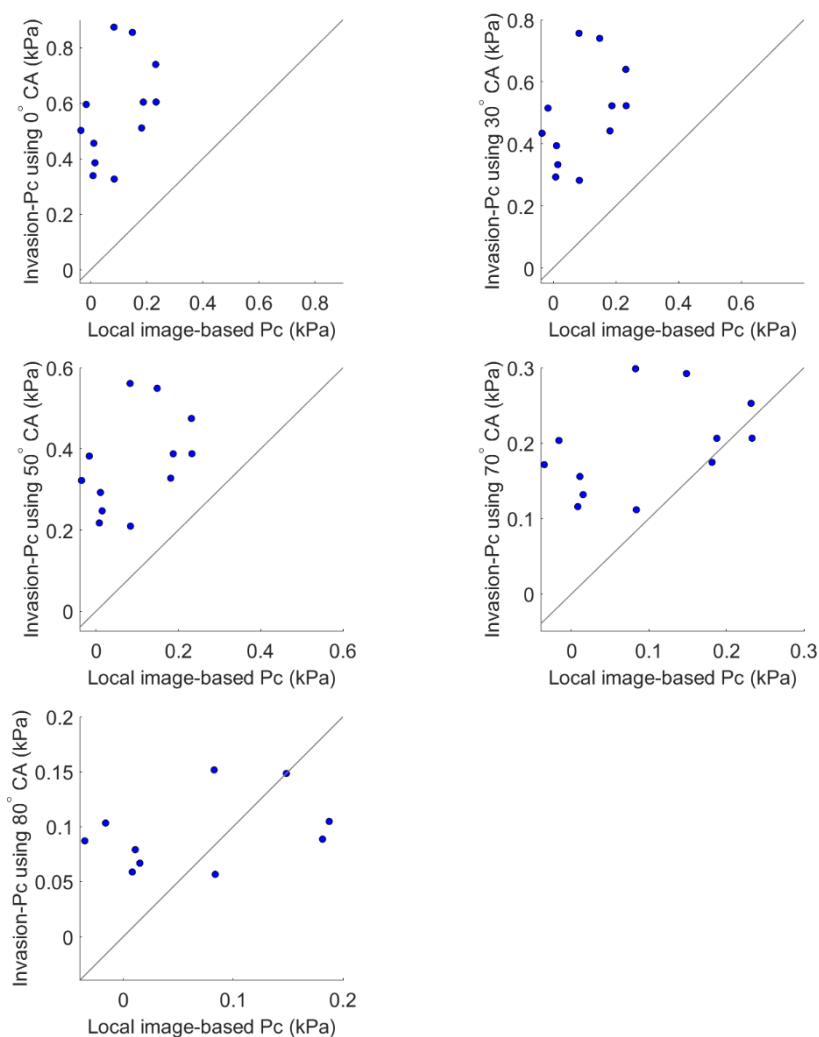 Invasion-Pc using 0° CA (kPa)
0.8
0.6
0.4
0.2
0
0 0.2 0.4 0.6 0.8
Local image-based Pc (kPa)
Invasion-Pc using 30° CA (kPa)
0.8
0.6
0.4
0.2
0
0 0.2 0.4 0.6
Local image-based Pc (kPa)
Invasion-Pc using 50° CA (kPa)
0.6
0.4
0.2
0
0 0.2 0.4 0.6
Local image-based Pc (kPa)
Invasion-Pc using 70° CA (kPa)
0.3
0.2
0.1
0
0 0.1 0.2 0.3
Local image-based Pc (kPa)
Invasion-Pc using 80° CA (kPa)
0.2
0.15
0.1
0.05
0
0 0.1 0.2
Local image-based Pc (kPa)